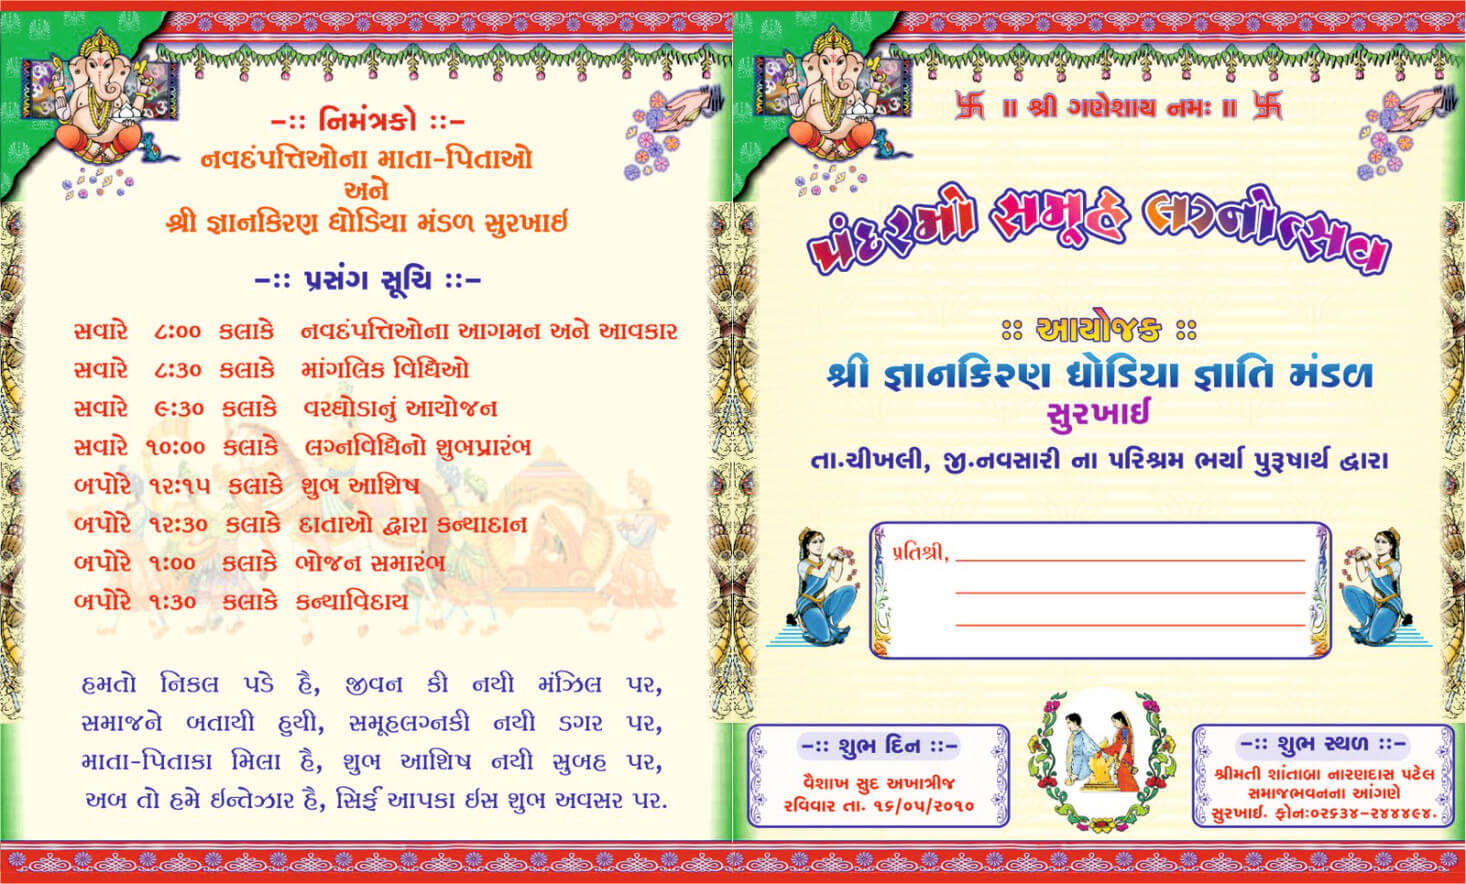 -:: નિમંત્રકો ::-
નવદંપત્તિઓના માતા-પિતાઓ
અને
શ્રી જ્ઞાનકિરણ ધોડિયા મંડળ સુરખાઇ
-:: પ્રસંગ સૂચિ ::-
સવારે ૮:૦૦ કલાકે નવદંપત્તિઓના આગમન અને આવકાર
સવારે ૮:૩૦ કલાકે માંગલિક વિધિઓ
સવારે ૯:૩૦ કલાકે વરઘોડાનું આયોજન
સવારે ૧૦:૦૦ કલાકે લગ્નવિધિનો શુભપ્રારંભ
બપોરે ૧૨:૧૫ કલાકે શુભ આશિષ
બપોરે ૧૨:૩૦ કલાકે દાતાઓ દ્વારા કન્યાદાન
બપોરે ૧:૦૦ કલાકે ભોજન સમારંભ
બપોરે ૧:૩૦ કલાકે કન્યાવિદાય
હમતો નિકલ પડે હૈ, જીવન કી નયી મંઝિલ પર,
સમાજને બતાયી હુયી, સમૂહલગ્નકી નયી ડગર પર,
માતા-પિતાકા મિલા હૈ, શુભ આશિષ નયી સુબહ પર,
અબ તો હમે ઇન્તેઝાર હૈ, સિર્ફ આપકા ઇસ શુભ અવસર પર.
卐 ॥ શ્રી ગણેશાય નમઃ ॥ 卐
પંદરમો સમૂહ લગ્નોત્સવ
:: આયોજક ::
શ્રી જ્ઞાનકિરણ ધોડિયા જ્ઞાતિ મંડળ
સુરખાઈ
તા.ચીખલી, જી.નવસારી ના પરિશ્રમ ભર્યા પુરૂષાર્થ દ્વારા
પ્રતિશ્રી,
-:: શુભ દિન ::-
વૈશાખ સુદ અખાત્રીજ
રવિવાર તા. ૧૬/૦૫/૨૦૧૦
-:: શુભ સ્થળ ::-
શ્રીમતી શાંતાબા નારણદાસ પટેલ
સમાજભવનના આંગણે
સુરખાઈ. ફોન:૦૨૬૩૪-૨૪૪૪૯૪.